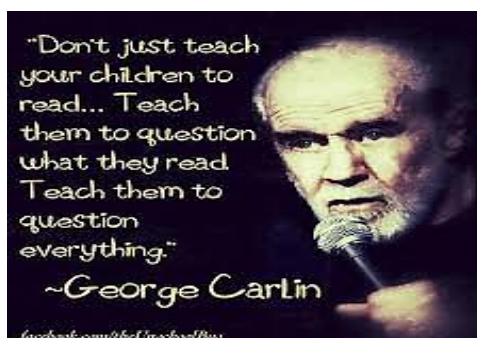 "Don't just teach
your children to
read... Teach
them to question
what they read.
Teach them to
question
everything."
~George Carlin